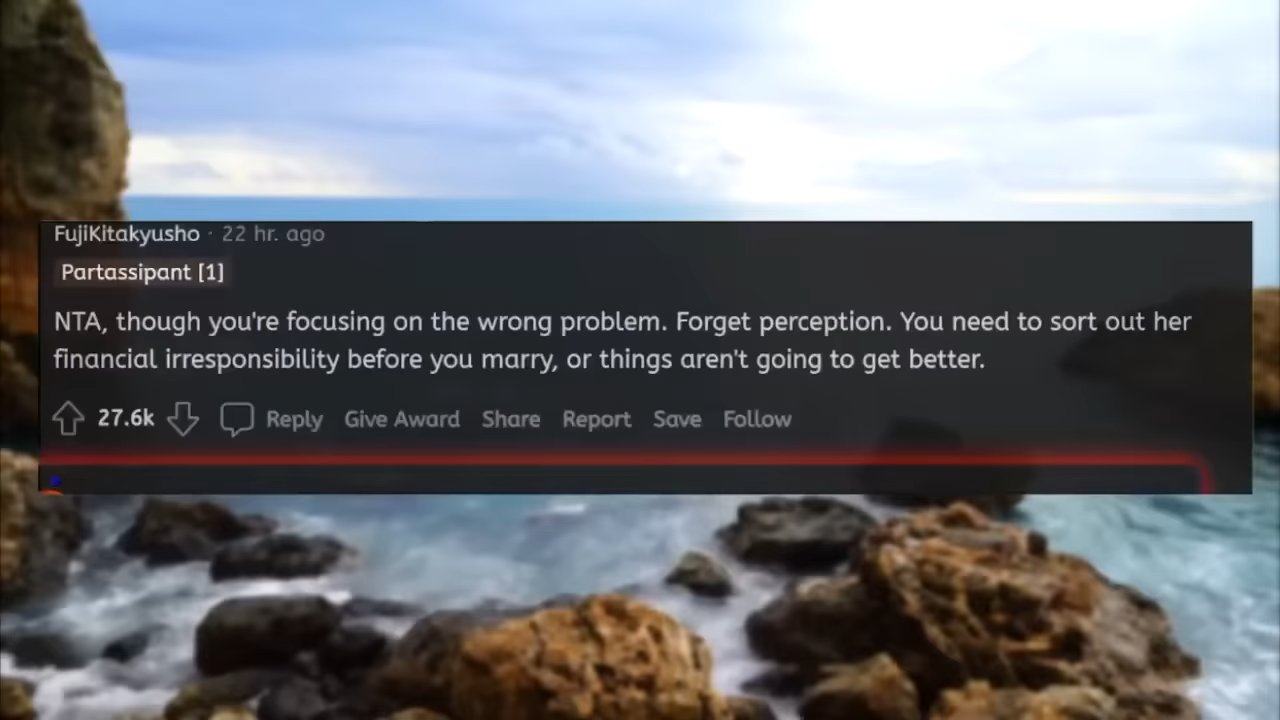 FujiKitakyusho · 22 hr. ago
Partassipant [1]
NTA, though you're focusing on the wrong problem. Forget perception. You need to sort out her
financial irresponsibility before you marry, or things aren't going to get better.
27.6k Reply Give Award Share Report Save Follow